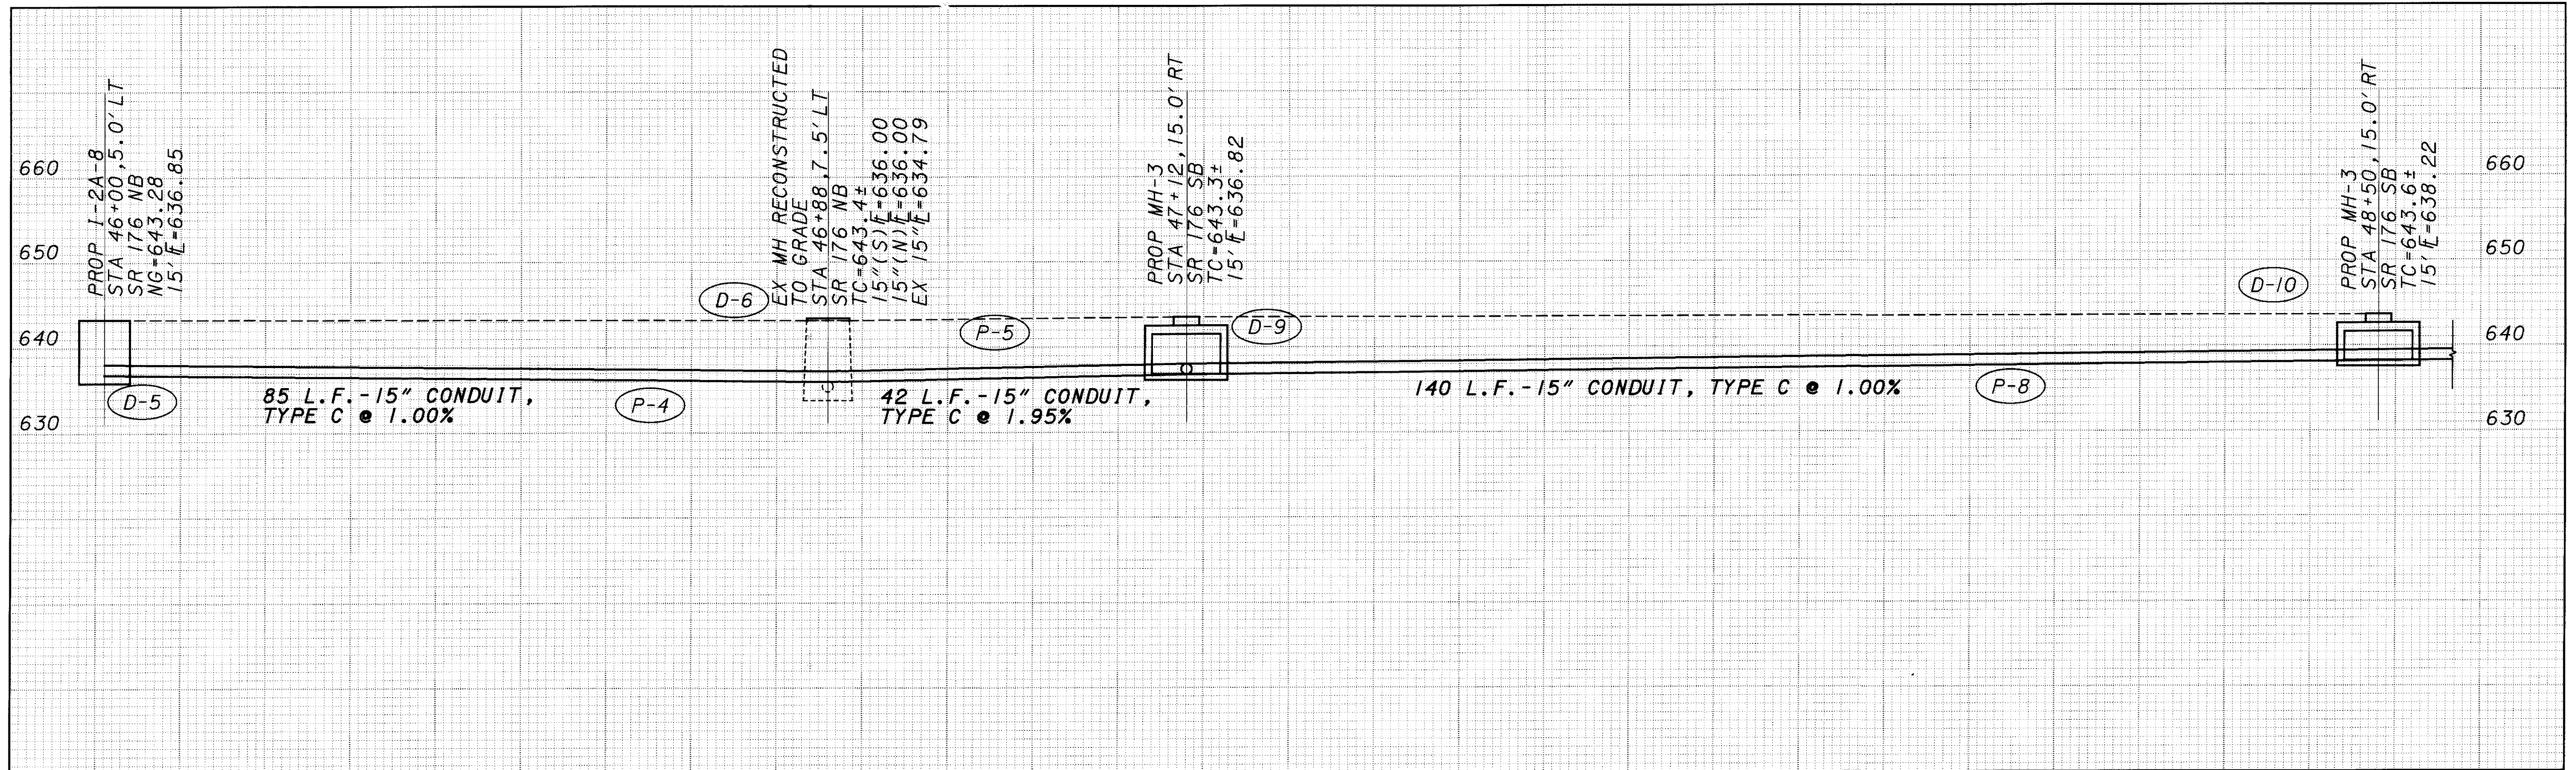 660
650
640
630
PROP I-2A-8
STA 46+00,5.0' LT
SR 176 NB
NG=643.28
15' ℄=636.85
D-5
85 L.F.-15" CONDUIT,
TYPE C @ 1.00%
P-4
D-6
EX MH RECONSTRUCTED
TO GRADE
STA 46+88,7.5' LT
SR 176 NB
TC=643.4±
15"(S)℄=636.00
15"(N)℄=636.00
EX 15"℄=634.79
42 L.F.-15" CONDUIT,
TYPE C @ 1.95%
P-5
PROP MH-3
STA 47+12,15.0' RT
SR 176 SB
TC=643.3±
15' ℄=636.82
D-9
140 L.F.-15" CONDUIT, TYPE C @ 1.00%
P-8
D-10
PROP MH-3
STA 48+50,15.0' RT
SR 176 SB
TC=643.6±
15' ℄=638.22
660
650
640
630